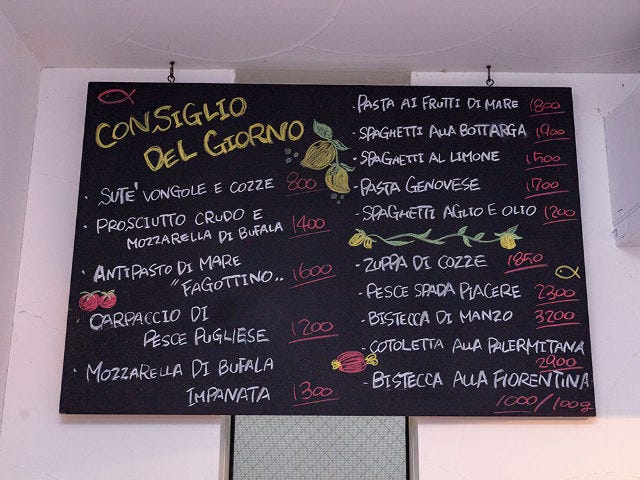 CONSIGLIO
DEL GIORNO
· SUTE' VONGOLE E COZZE 800
· PROSCIUTTO CRUDO E
MOZZARELLA DI BUFALA 1400
· ANTIPASTO DI MARE
"FAGOTTINO.. 1600
· CARPACCIO DI
PESCE PUGLIESE 1200
· MOZZARELLA DI BUFALA
IMPANATA 1300
· PASTA AI FRUTTI DI MARE 1800
· SPAGHETTI ALLA BOTTARGA 1900
· SPAGHETTI AL LIMONE 1500
· PASTA GENOVESE 1700
· SPAGHETTI AGLIO E OLIO 1200
· ZUPPA DI COZZE 1850
· PESCE SPADA PIACERE 2300
· BISTECCA DI MANZO 3200
· COTOLETTA ALLA PALERMITANA
2900
· BISTECCA ALLA FIORENTINA
1000/100g